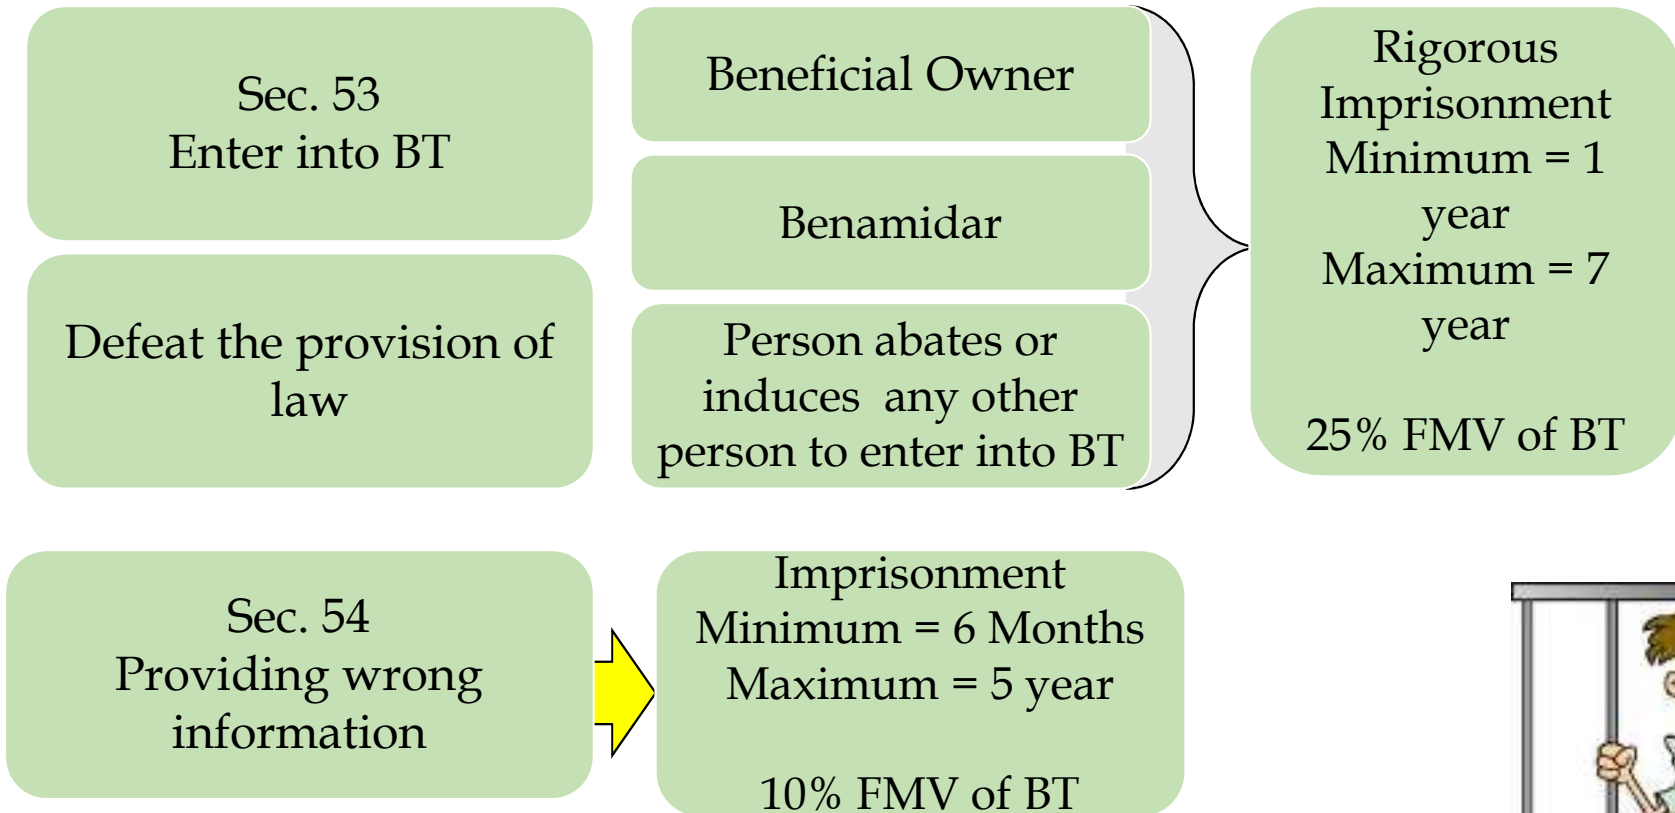 Sec. 53
Enter into BT
Defeat the provision of
law
Beneficial Owner
Benamidar
Person abates or
induces any other
person to enter into BT
Rigorous
Imprisonment
Minimum = 1
year
Maximum = 7
year
25% FMV of BT
Sec. 54
Providing wrong
information
Imprisonment
Minimum = 6 Months
Maximum = 5 year
10% FMV of BT